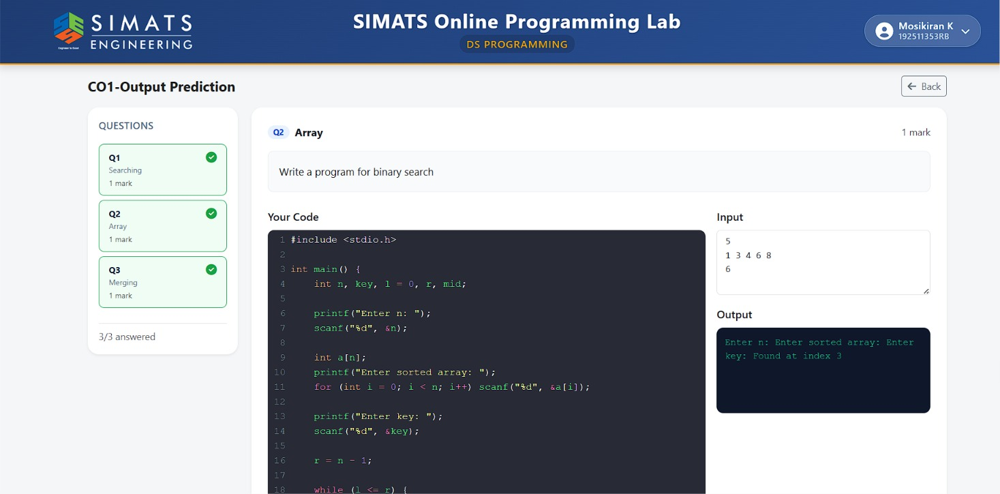 SIMATS
ENGINEERING
Engineer to Excel
SIMATS Online Programming Lab
DS PROGRAMMING
Mosikiran K
192511353RB
CO1-Output Prediction
← Back
QUESTIONS
Q1
Searching
1 mark
Q2
Array
1 mark
Q3
Merging
1 mark
3/3 answered
Q2 Array
1 mark
Write a program for binary search
Your Code
1 #include <stdio.h>
2
3 int main() {
4     int n, key, l = 0, r, mid;
5
6     printf("Enter n: ");
7     scanf("%d", &n);
8
9     int a[n];
10     printf("Enter sorted array: ");
11     for (int i = 0; i < n; i++) scanf("%d", &a[i]);
12
13     printf("Enter key: ");
14     scanf("%d", &key);
15
16     r = n - 1;
17
18     while (l <= r) {
Input
5
1 3 4 6 8
6
Output
Enter n: Enter sorted array: Enter
key: Found at index 3